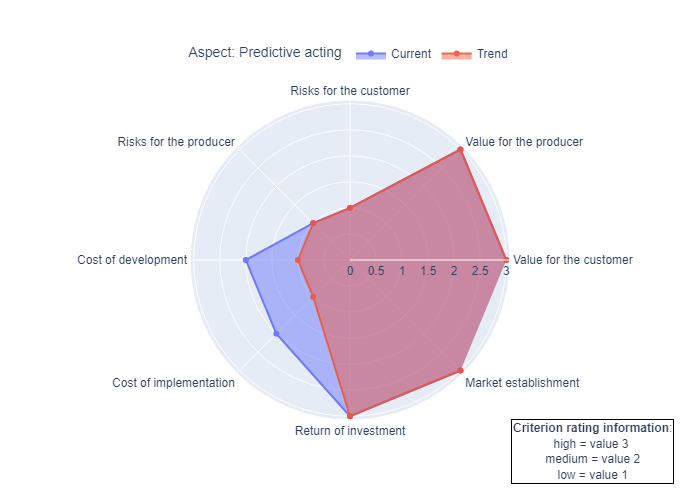 Aspect: Predictive acting Current Trend
Risks for the customer
Risks for the producer Value for the producer
Cost of development Value for the customer
0 0.5 1 1.5 2 2.5 3
Cost of implementation Market establishment
Return of investment
Criterion rating information:
high = value 3
medium = value 2
low = value 1